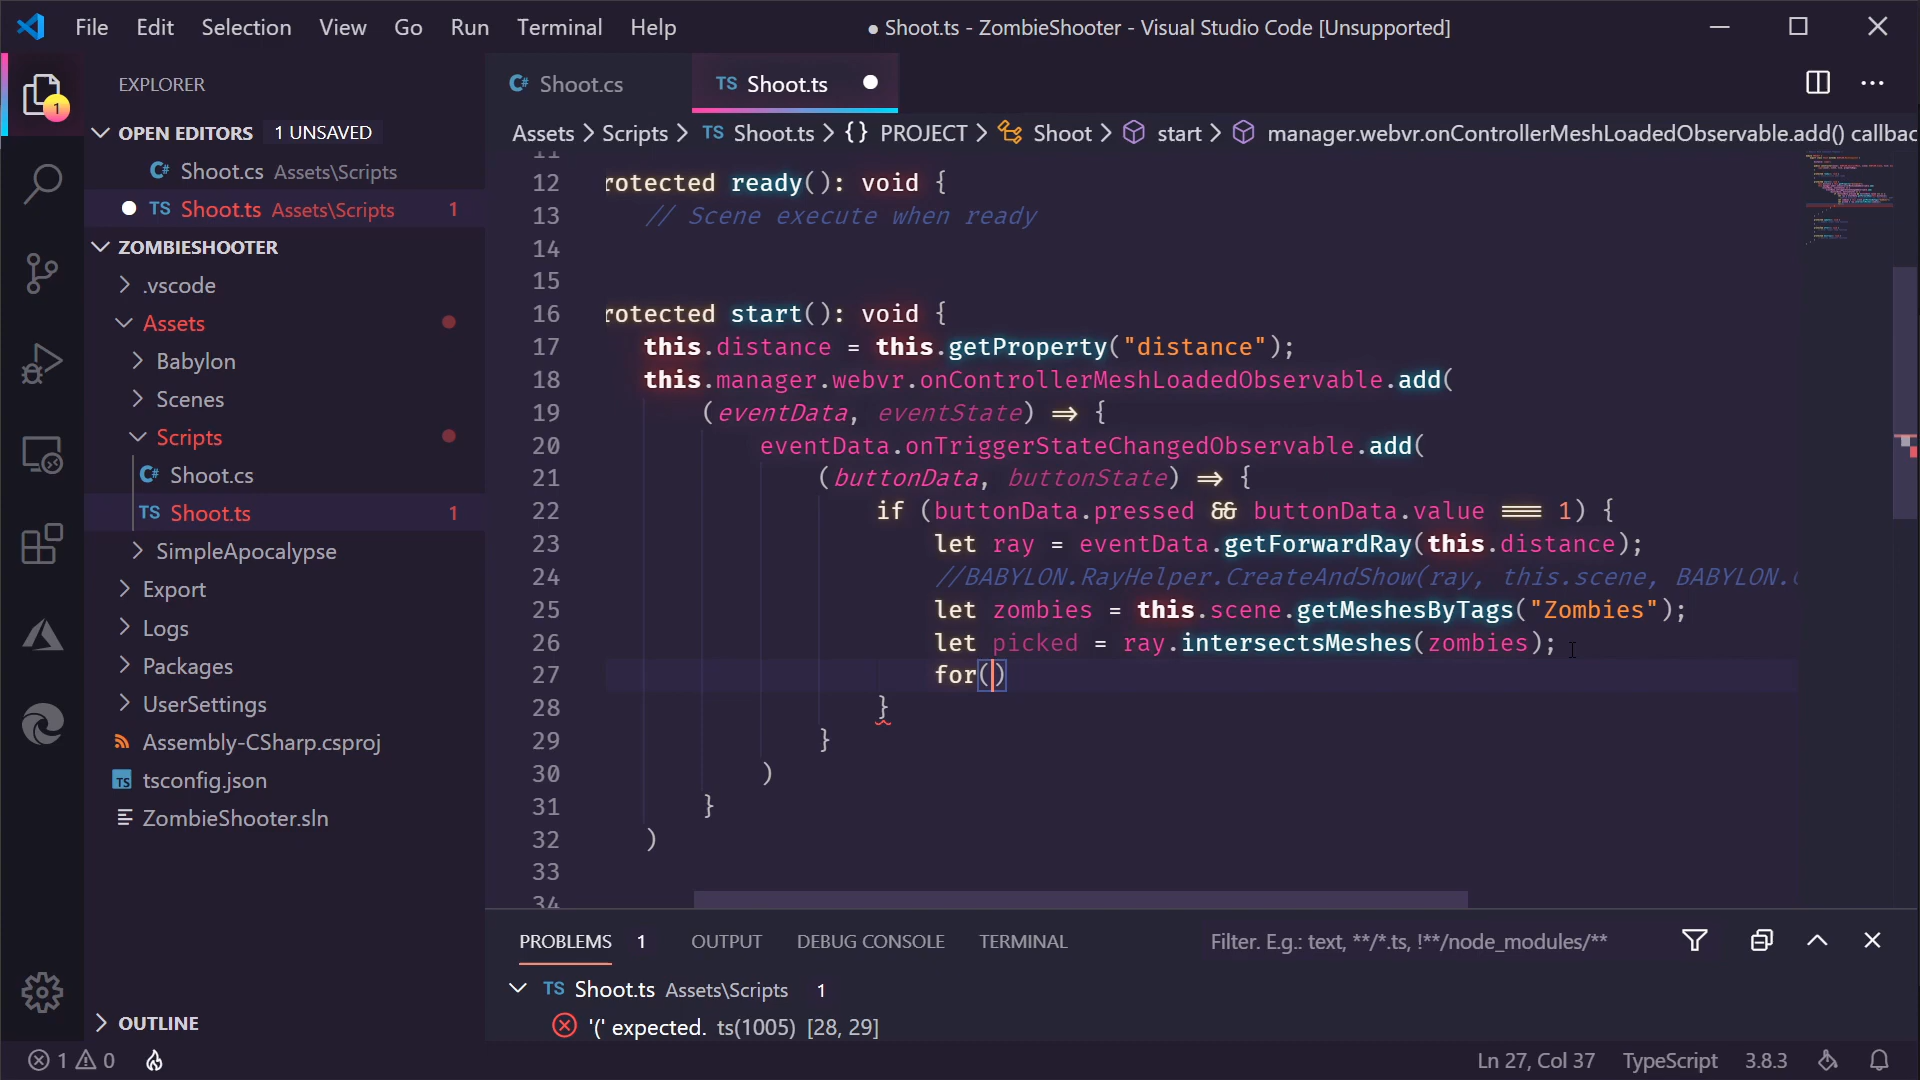 File Edit Selection View Go Run Terminal Help ● Shoot.ts - ZombieShooter - Visual Studio Code [Unsupported]
EXPLORER
1
OPEN EDITORS 1 UNSAVED
C# Shoot.cs Assets\Scripts
TS Shoot.ts Assets\Scripts 1
ZOMBIESHOOTER
.vscode
Assets
Babylon
Scenes
Scripts
C# Shoot.cs
TS Shoot.ts 1
SimpleApocalypse
Export
Logs
Packages
UserSettings
Assembly-CSharp.csproj
TS tsconfig.json
ZombieShooter.sln
OUTLINE
C# Shoot.cs TS Shoot.ts
Assets > Scripts > TS Shoot.ts > {} PROJECT > Shoot > start > manager.webvr.onControllerMeshLoadedObservable.add() callbac
11
12 rotected ready(): void {
13 // Scene execute when ready
14
15
16 rotected start(): void {
17 this.distance = this.getProperty("distance");
18 this.manager.webvr.onControllerMeshLoadedObservable.add(
19 (eventData, eventState) => {
20 eventData.onTriggerStateChangedObservable.add(
21 (buttonData, buttonState) => {
22 if (buttonData.pressed && buttonData.value === 1) {
23 let ray = eventData.getForwardRay(this.distance);
24 //BABYLON.RayHelper.CreateAndShow(ray, this.scene, BABYLON.
25 let zombies = this.scene.getMeshesByTags("Zombies");
26 let picked = ray.intersectsMeshes(zombies);
27 for()
28 }
29 }
30 )
31 }
32 )
33
34
PROBLEMS 1 OUTPUT DEBUG CONSOLE TERMINAL Filter. E.g.: text, **/*.ts, !**/node_modules/**
TS Shoot.ts Assets\Scripts 1
'(' expected. ts(1005) [28, 29]
1 0 Ln 27, Col 37 TypeScript 3.8.3